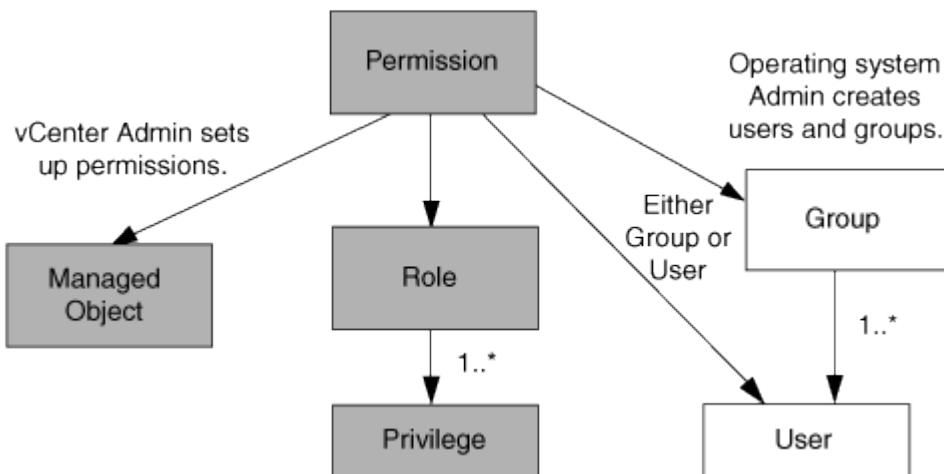 Permission
Operating system
Admin creates
users and groups.
vCenter Admin sets
up permissions.
Either
Group or
User
Group
Managed
Object
Role
1..*
1..*
Privilege
User